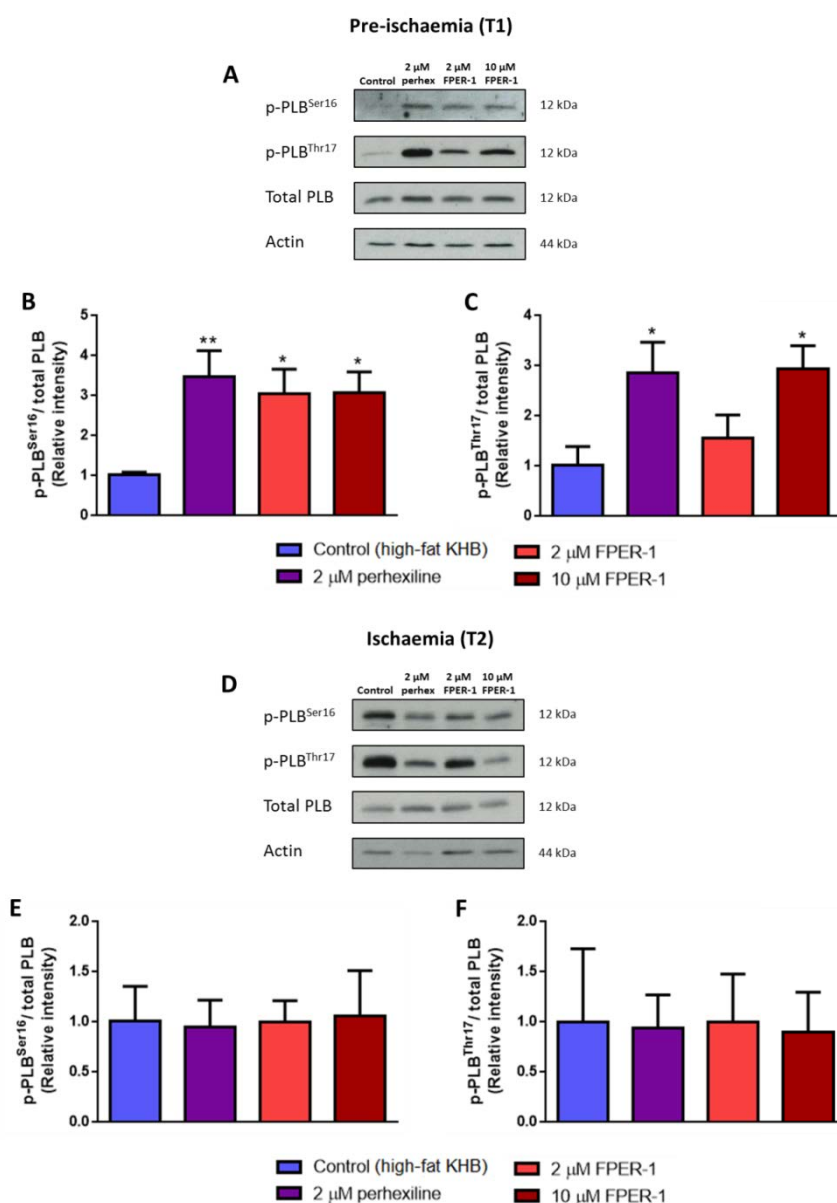 Pre-ischaemia (T1)
A
Control 2 µM perhex 2 µM FPER-1 10 µM FPER-1
p-PLBSer16 12 kDa
p-PLBThr17 12 kDa
Total PLB 12 kDa
Actin 44 kDa
B
p-PLBSer16/ total PLB
(Relative intensity)
5
4
3
2
1
0
**
*
*
C
p-PLBThr17/ total PLB
(Relative intensity)
4
3
2
1
0
*
*
Control (high-fat KHB) 2 µM FPER-1
2 µM perhexiline 10 µM FPER-1
Ischaemia (T2)
D
Control 2 µM perhex 2 µM FPER-1 10 µM FPER-1
p-PLBSer16 12 kDa
p-PLBThr17 12 kDa
Total PLB 12 kDa
Actin 44 kDa
E
p-PLBSer16/ total PLB
(Relative intensity)
2.0
1.5
1.0
0.5
0.0
F
p-PLBThr17/ total PLB
(Relative intensity)
2.0
1.5
1.0
0.5
0.0
Control (high-fat KHB) 2 µM FPER-1
2 µM perhexiline 10 µM FPER-1